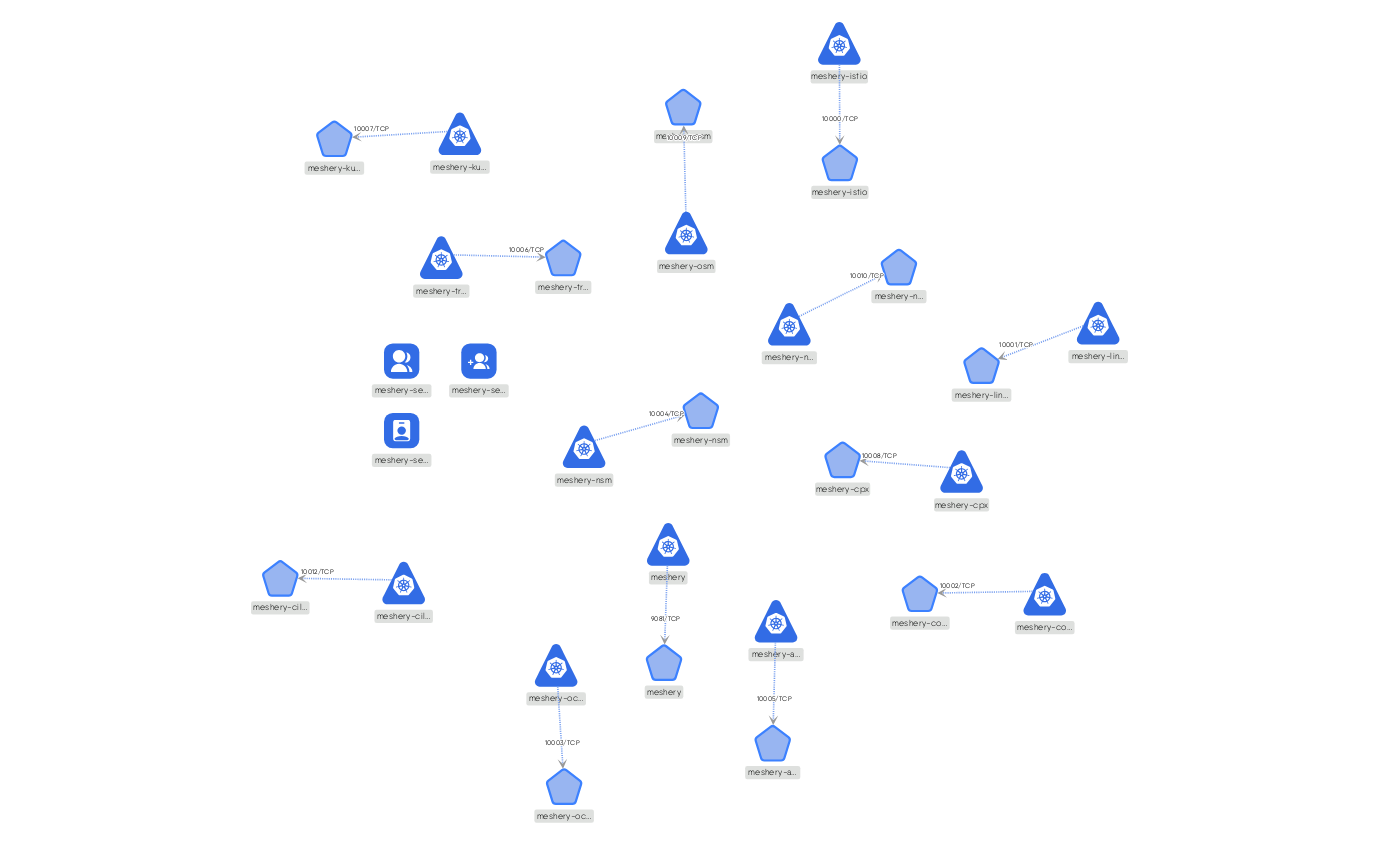 meshery-istio
10000/TCP
meshery-istio
10007/TCP
meshery-ku...
meshery-ku...
10009/TCP
meshery-osm
10006/TCP
meshery-tr...
meshery-tr...
10010/TCP
meshery-n...
meshery-n...
10001/TCP
meshery-lin...
meshery-lin...
meshery-se...
meshery-se...
meshery-se...
10004/TCP
meshery-nsm
meshery-nsm
10008/TCP
meshery-cpx
meshery-cpx
meshery
9081/TCP
meshery
10012/TCP
meshery-cil...
meshery-cil...
10002/TCP
meshery-co...
meshery-co...
meshery-a...
10005/TCP
meshery-a...
meshery-oc...
10003/TCP
meshery-oc...